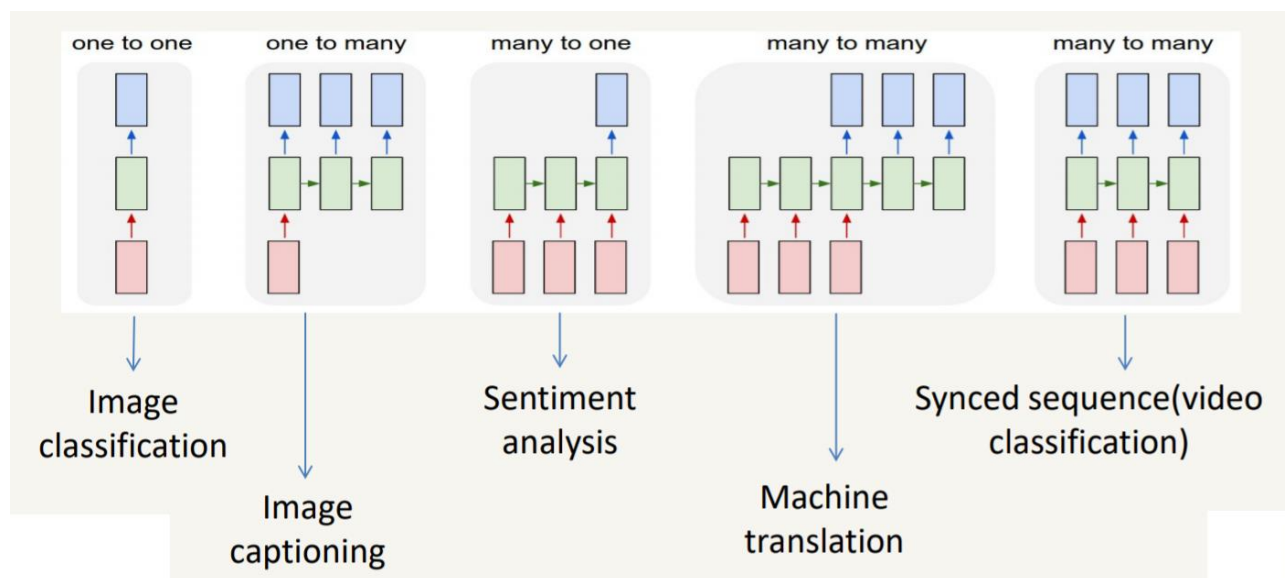 one to one
one to many
many to one
many to many
many to many
Image
classification
Image
captioning
Sentiment
analysis
Machine
translation
Synced sequence(video
classification)